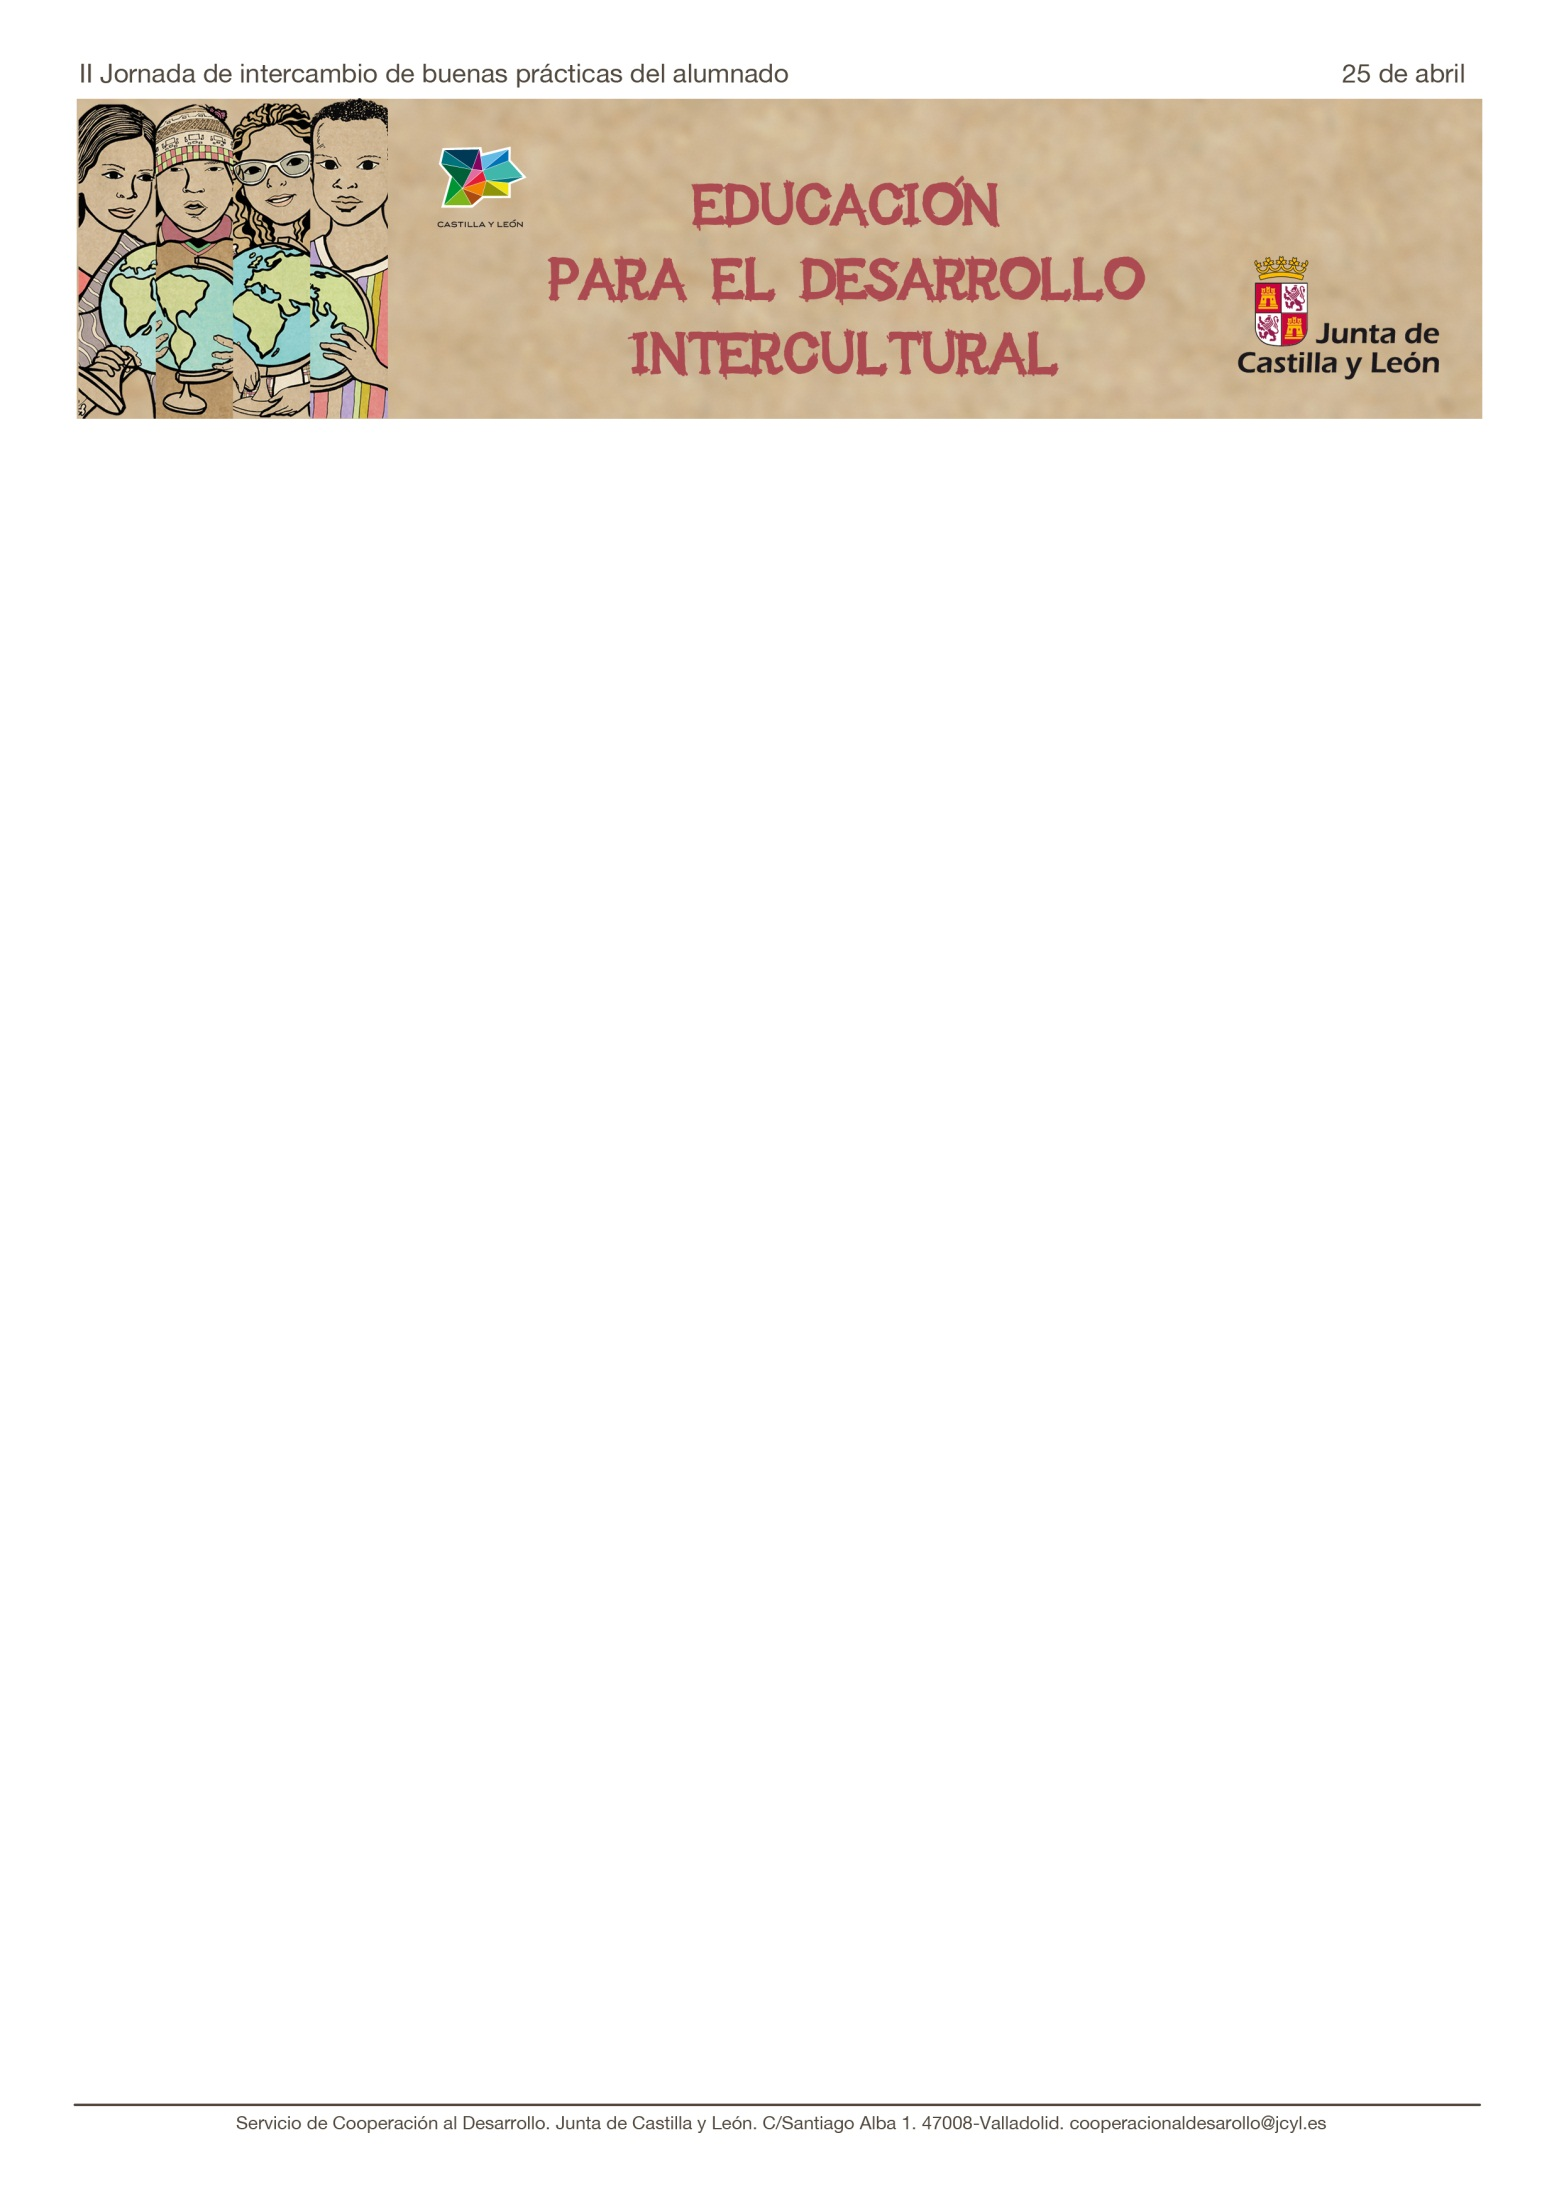 II Jornada de intercambio de buenas prácticas del alumnado 25 de abril
CASTILLA Y LEÓN
EDUCACIÓN
PARA EL DESARROLLO
INTERCULTURAL
Junta de
Castilla y León
Servicio de Cooperación al Desarrollo. Junta de Castilla y León. C/Santiago Alba 1. 47008-Valladolid. cooperacionaldesarollo@jcyl.es